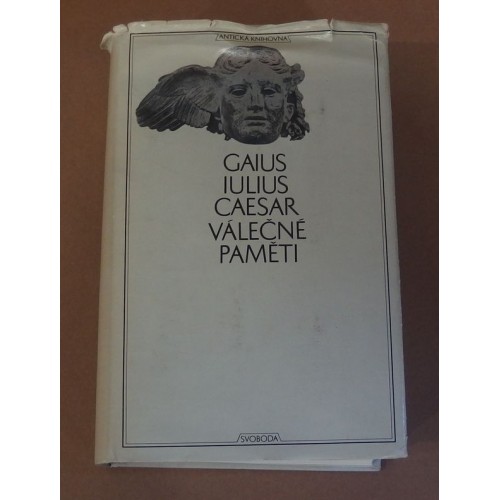 ANTICKÁ KNIHOVNA
GAIUS
IULIUS
CAESAR
VÁLEČNÉ
PAMĚTI
SVOBODA